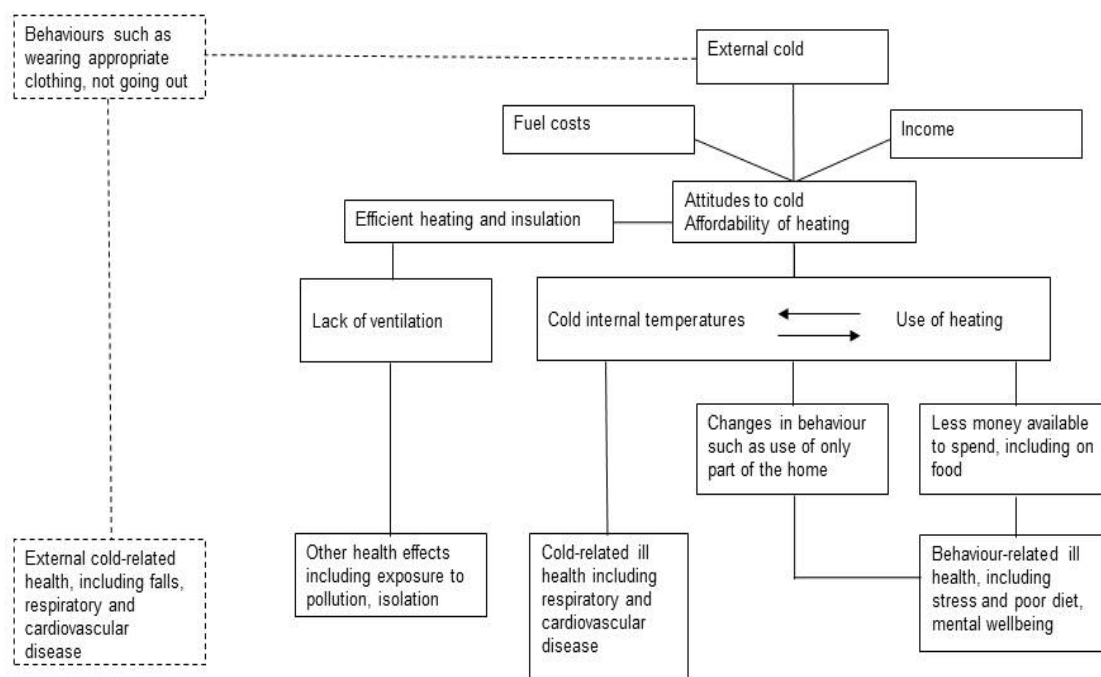 Behaviours such as
wearing appropriate
clothing, not going out
External cold
Fuel costs
Income
Attitudes to cold
Affordability of heating
Efficient heating and insulation
Lack of ventilation
Cold internal temperatures
Use of heating
Changes in behaviour
such as use of only
part of the home
Less money available
to spend, including on
food
External cold-related
health, including falls,
respiratory and
cardiovascular
disease
Other health effects
including exposure to
pollution, isolation
Cold-related ill
health including
respiratory and
cardiovascular
disease
Behaviour-related ill
health, including
stress and poor diet,
mental wellbeing